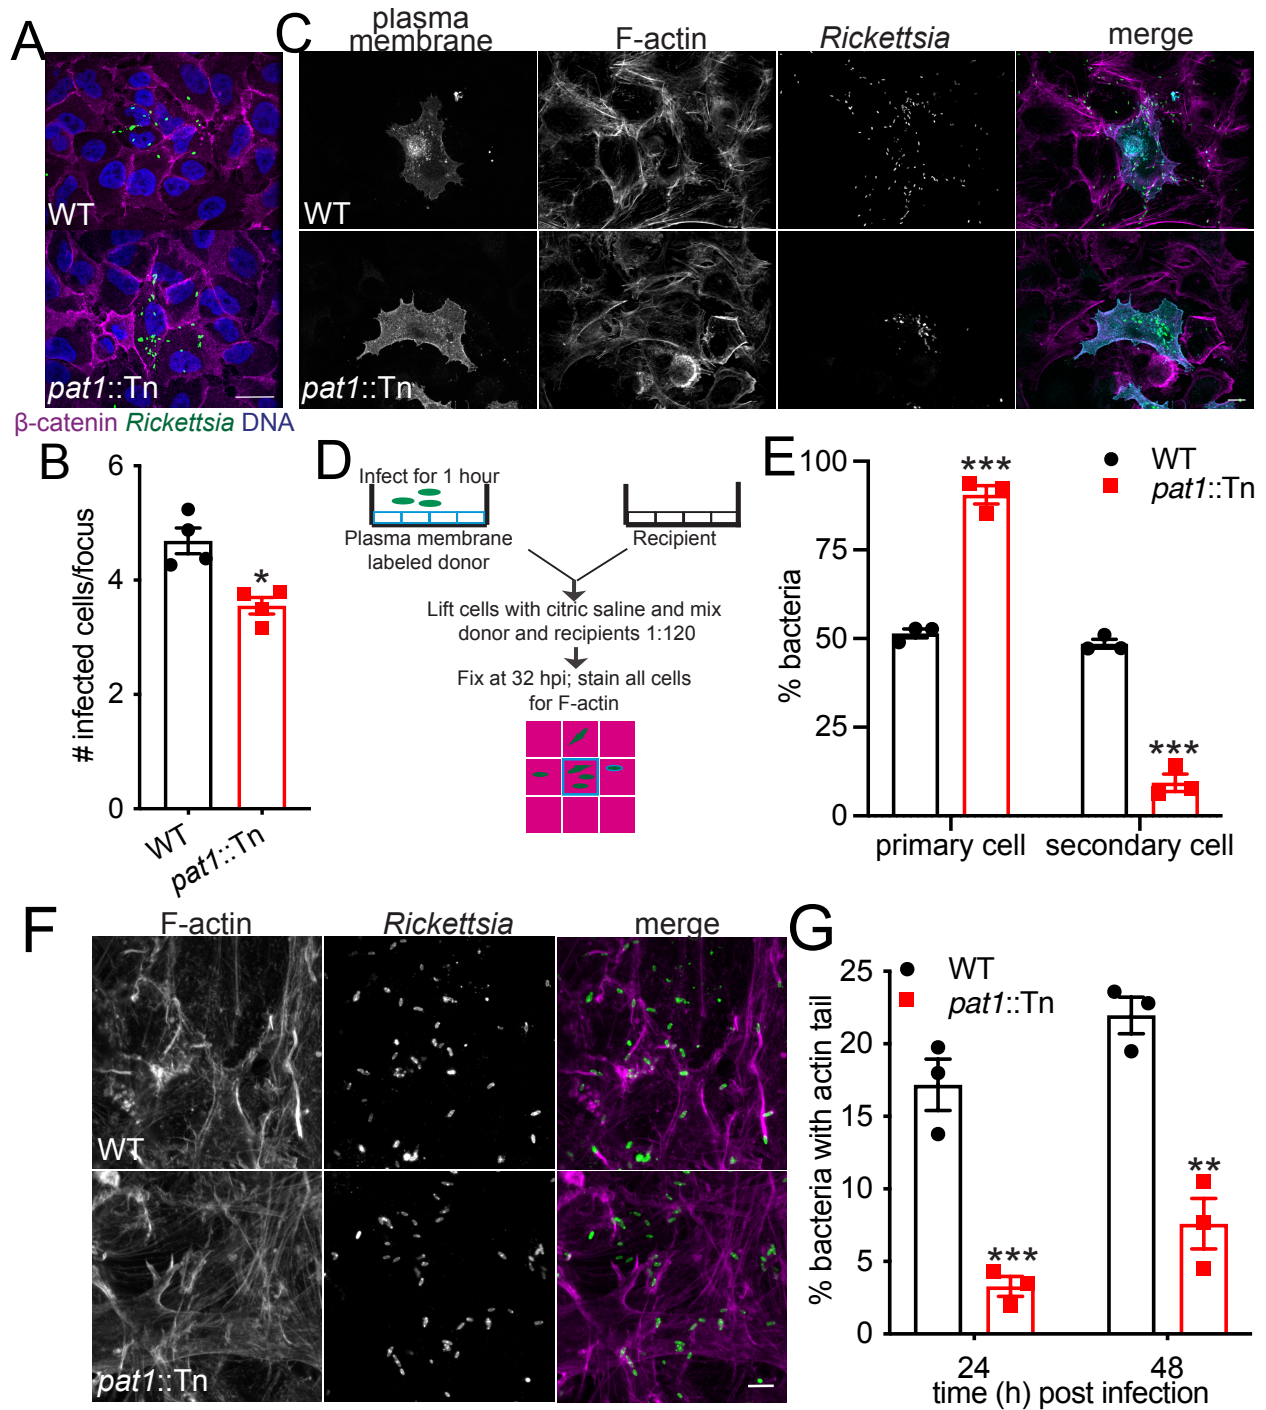 A
WT
pat1::Tn
β-catenin Rickettsia DNA
C
plasma
membrane
F-actin
Rickettsia
merge
WT
pat1::Tn
B
# infected cells/focus
6
4
2
0
*
WT
pat1::Tn
D
Infect for 1 hour
Plasma membrane
labeled donor
Recipient
Lift cells with citric saline and mix
donor and recipients 1:120
Fix at 32 hpi; stain all cells
for F-actin
E
% bacteria
100
75
50
25
0
***
***
WT
pat1::Tn
primary cell
secondary cell
F
F-actin
Rickettsia
merge
WT
pat1::Tn
G
% bacteria with actin tail
25
20
15
10
5
0
WT
pat1::Tn
***
**
24
48
time (h) post infection